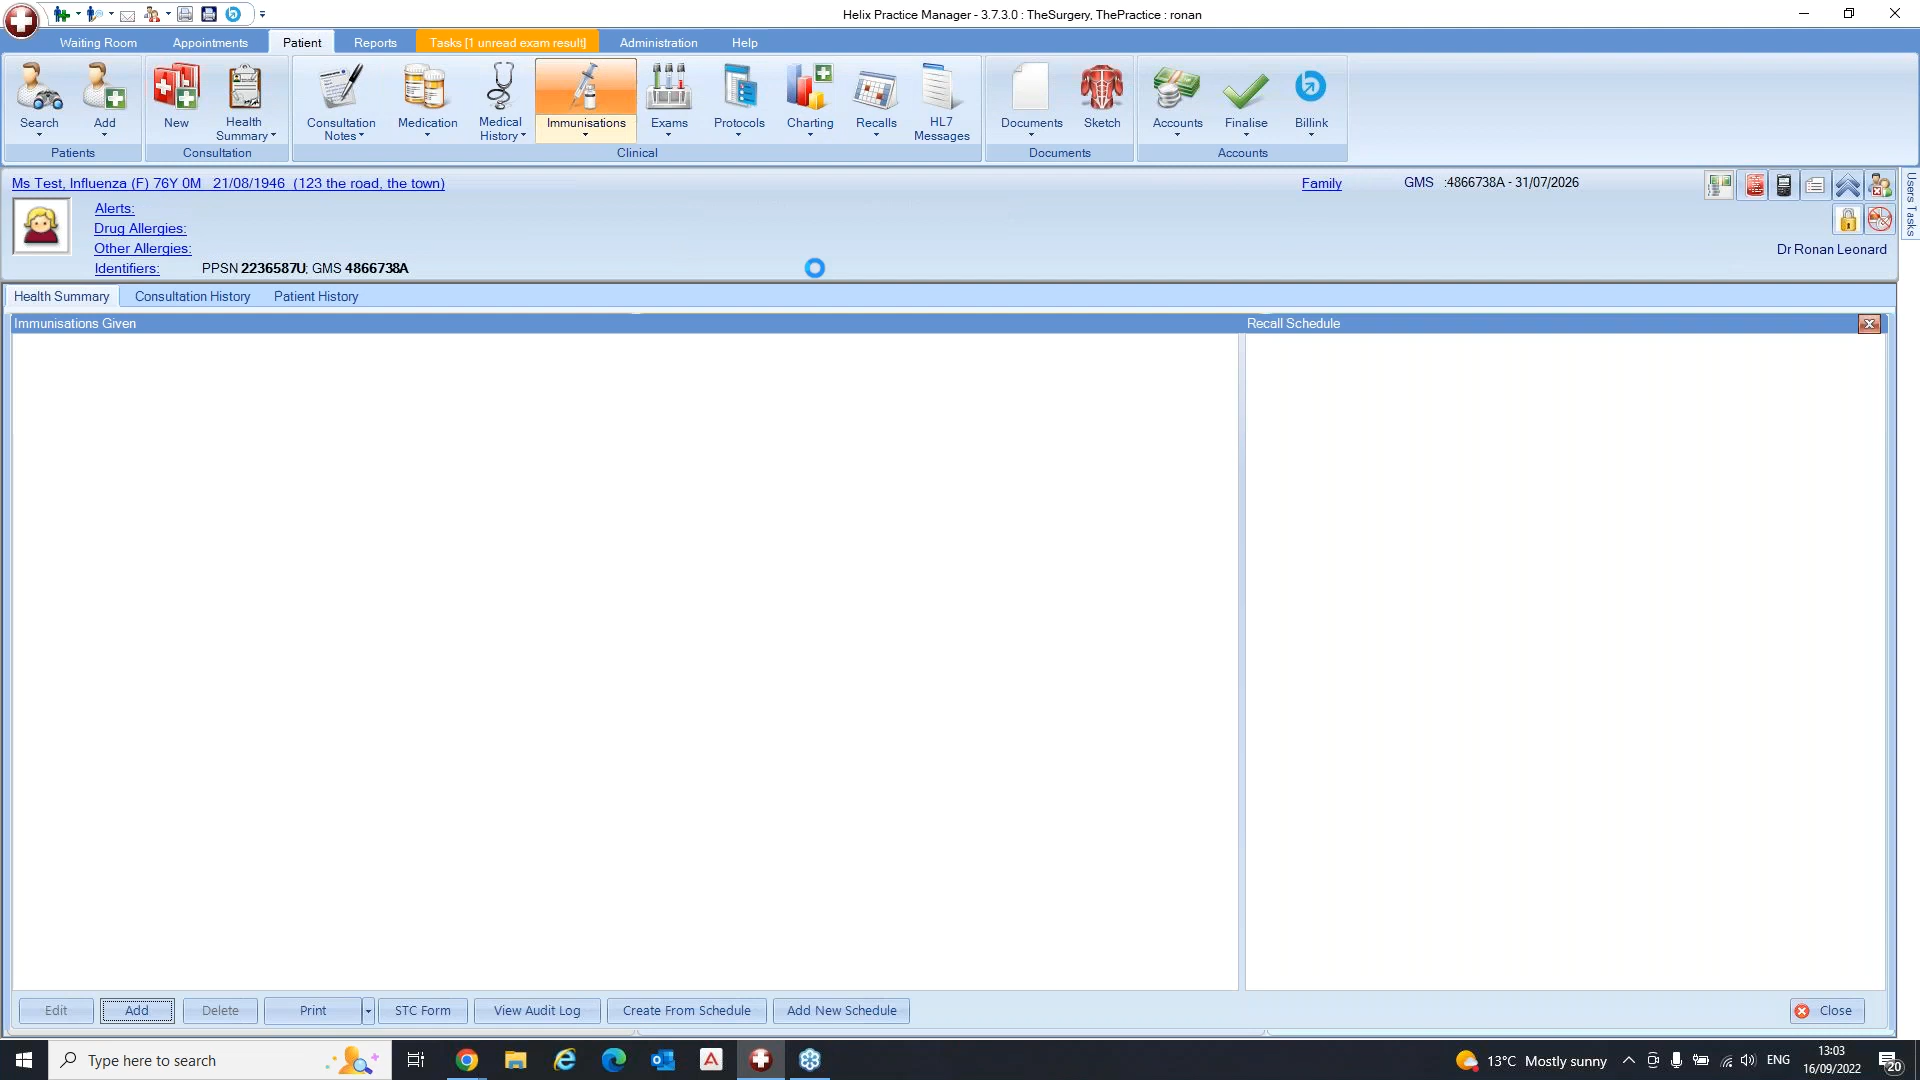 Helix Practice Manager - 3.7.3.0 : TheSurgery, ThePractice : ronan
Waiting Room Appointments Patient Reports Tasks [1 unread exam result] Administration Help
Search Add New Health Summary Consultation Notes Medication Medical History Immunisations Exams Protocols Charting Recalls HL7 Messages Documents Sketch Accounts Finalise Billink
Patients Consultation Clinical Documents Accounts
Ms Test, Influenza (F) 76Y 0M 21/08/1946 (123 the road, the town) Family GMS :4866738A - 31/07/2026
Alerts:
Drug Allergies:
Other Allergies: Dr Ronan Leonard
Identifiers: PPSN 2236587U; GMS 4866738A
Users Tasks
Health Summary Consultation History Patient History
Immunisations Given Recall Schedule
Edit Add Delete Print STC Form View Audit Log Create From Schedule Add New Schedule Close
Type here to search 13°C Mostly sunny ENG 13:03
16/09/2022 20